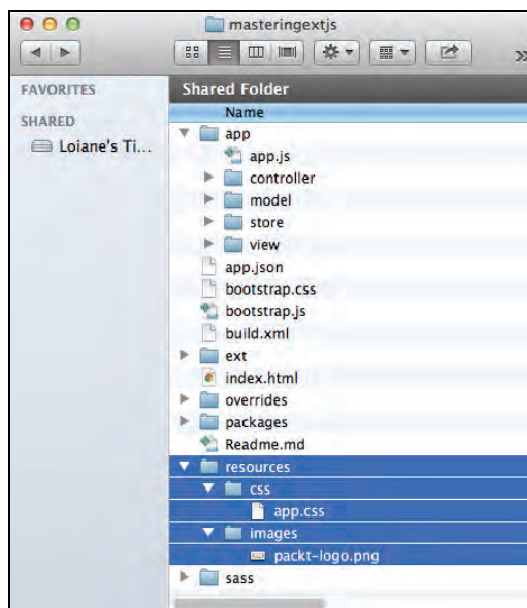 masteringextjs
FAVORITES
SHARED
Loiane's Ti...
Shared Folder
Name
app
app.js
controller
model
store
view
app.json
bootstrap.css
bootstrap.js
build.xml
ext
index.html
overrides
packages
Readme.md
resources
css
app.css
images
packt-logo.png
sass